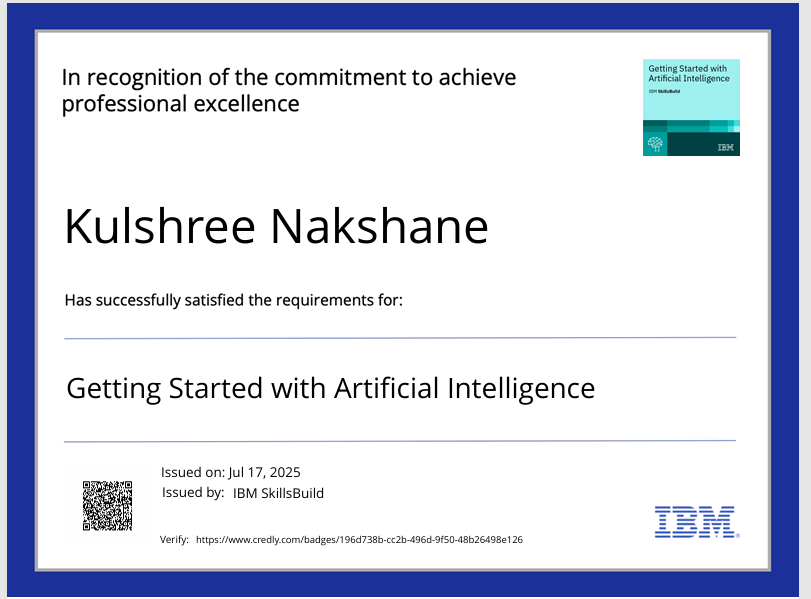 In recognition of the commitment to achieve
professional excellence
Getting Started with
Artificial Intelligence
IBM SkillsBuild
IBM
Kulshree Nakshane
Has successfully satisfied the requirements for:
Getting Started with Artificial Intelligence
Issued on: Jul 17, 2025
Issued by: IBM SkillsBuild
Verify: https://www.credly.com/badges/196d738b-cc2b-496d-9f50-48b26498e126
IBM®